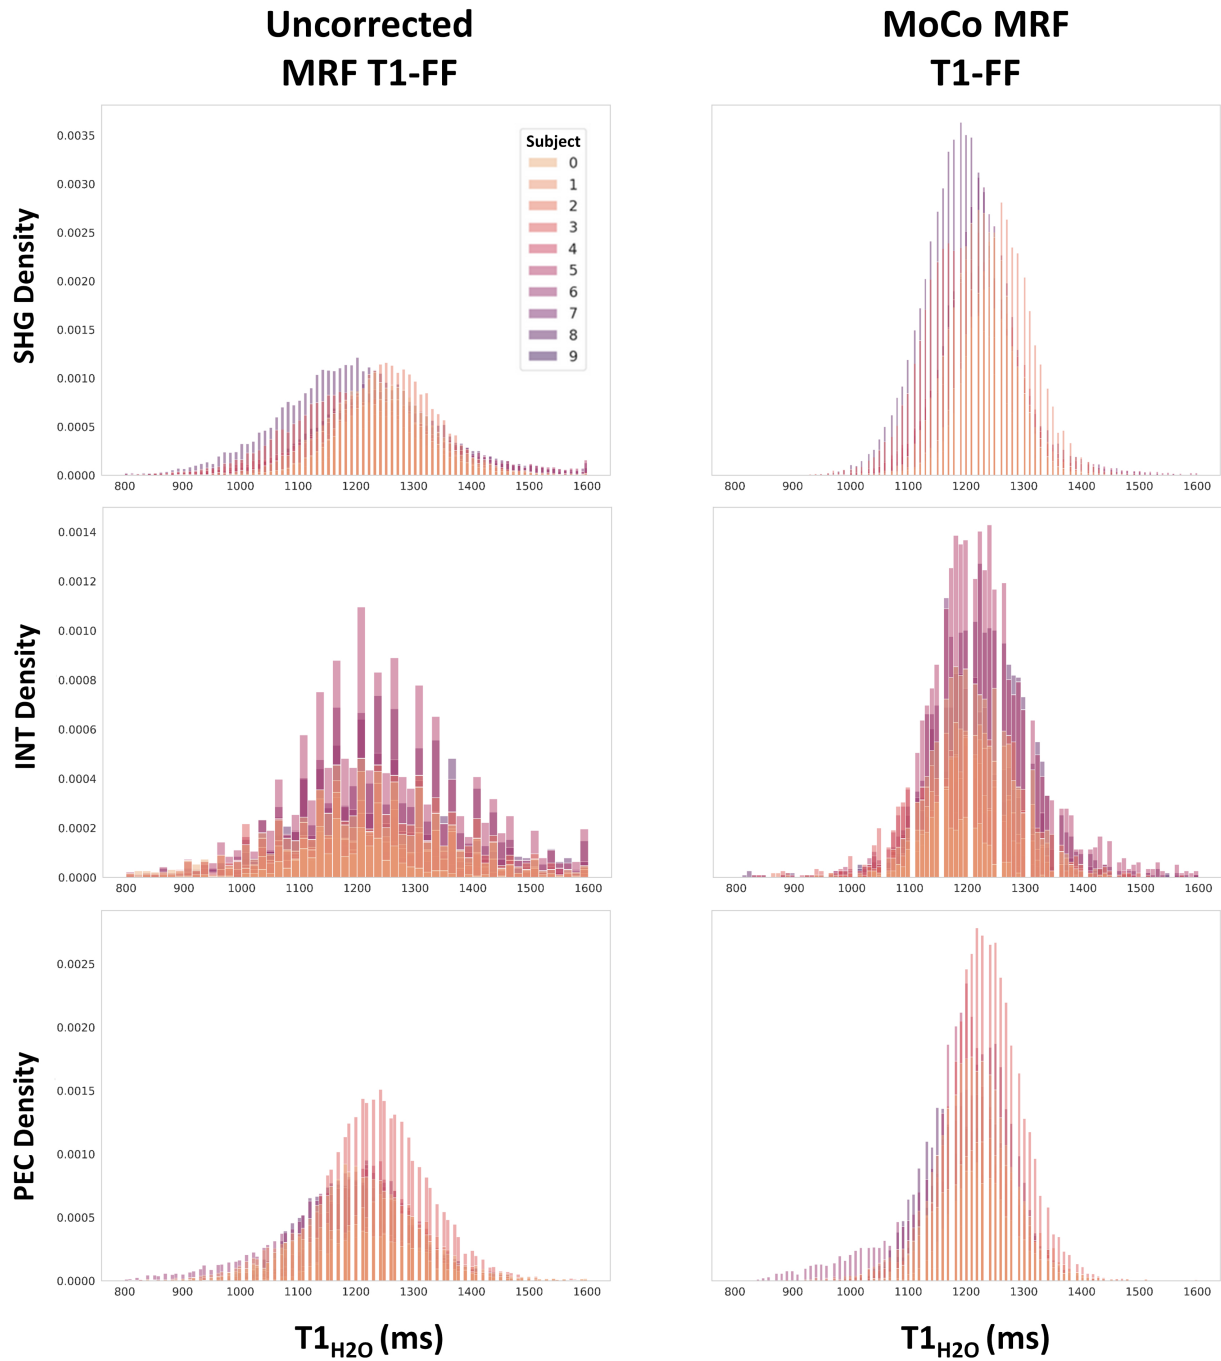 Uncorrected
MRF T1-FF
MoCo MRF
T1-FF
SHG Density
0.0035
0.0030
0.0025
0.0020
0.0015
0.0010
0.0005
0.0000
Subject
0
1
2
3
4
5
6
7
8
9
800 900 1000 1100 1200 1300 1400 1500 1600
800 900 1000 1100 1200 1300 1400 1500 1600
INT Density
0.0014
0.0012
0.0010
0.0008
0.0006
0.0004
0.0002
0.0000
800 900 1000 1100 1200 1300 1400 1500 1600
800 900 1000 1100 1200 1300 1400 1500 1600
PEC Density
0.0025
0.0020
0.0015
0.0010
0.0005
0.0000
800 900 1000 1100 1200 1300 1400 1500 1600
800 900 1000 1100 1200 1300 1400 1500 1600
T1H2O (ms)
T1H2O (ms)